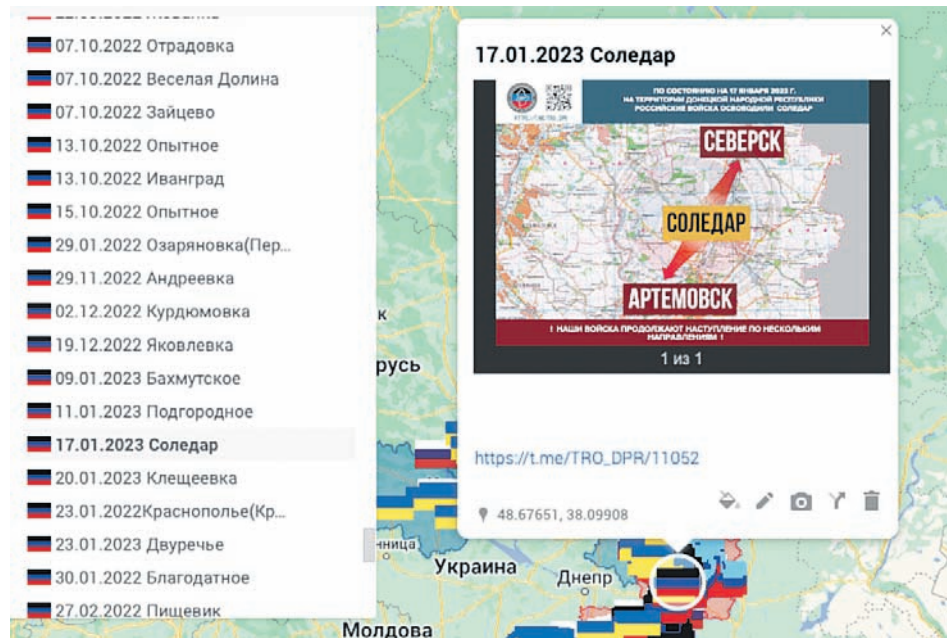 07.10.2022 Отрадовка
07.10.2022 Веселая Долина
07.10.2022 Зайцево
13.10.2022 Опытное
13.10.2022 Иванград
15.10.2022 Опытное
29.01.2022 Озаряновка(Пер...
29.11.2022 Андреевка
02.12.2022 Курдюмовка
19.12.2022 Яковлевка
09.01.2023 Бахмутское
11.01.2023 Подгородное
17.01.2023 Соледар
20.01.2023 Клещеевка
23.01.2022Краснополье(Кр...
23.01.2023 Двуречье
30.01.2022 Благодатное
27.02.2022 Пищевик
17.01.2023 Соледар
ПО СОСТОЯНИЮ НА 17 ЯНВАРЯ 2023 Г.
НА ТЕРРИТОРИИ ДОНЕЦКОЙ НАРОДНОЙ РЕСПУБЛИКИ
РОССИЙСКИЕ ВОЙСКА ОСВОБОДИЛИ СОЛЕДАР
СЕВЕРСК
СОЛЕДАР
АРТЕМОВСК
! НАШИ ВОЙСКА ПРОДОЛЖАЮТ НАСТУПЛЕНИЕ ПО НЕСКОЛЬКИМ
НАПРАВЛЕНИЯМ !
1 из 1
https://t.me/TRO_DPR/11052
48.67651, 38.09908
к
русь
нница
Украина
Днепр
Молдова